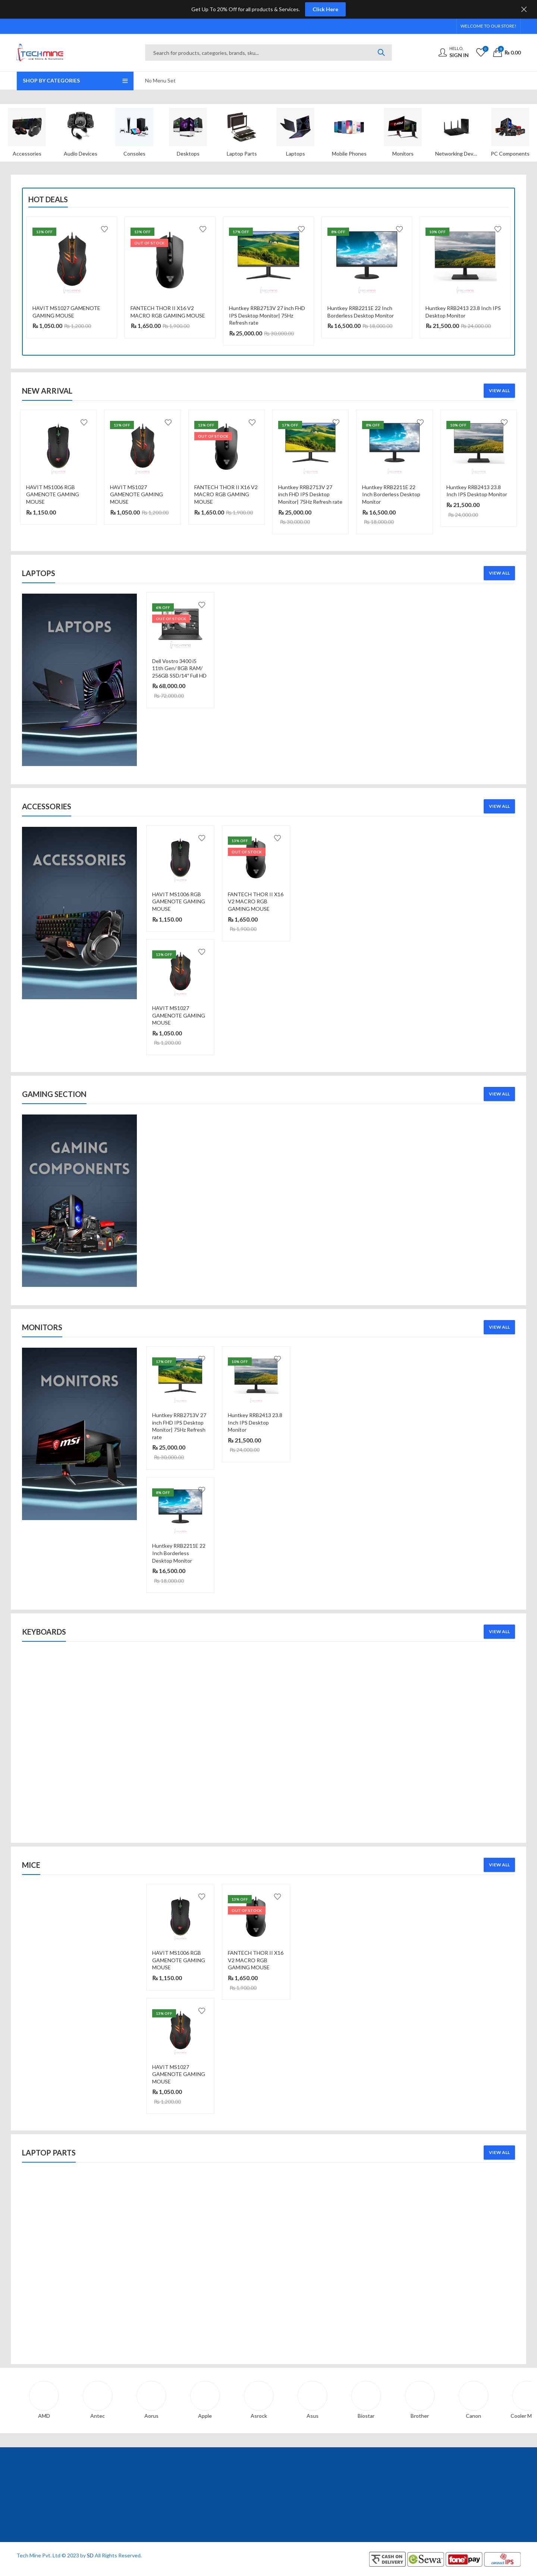 Get Up To 20% Off for all products & Services.
Click Here
WELCOME TO OUR STORE!
TECHMINE
Search for products, categories, brands, sku,...
HELLO,
SIGN IN
0
0
₨ 0.00
SHOP BY CATEGORIES
No Menu Set
Accessories
Audio Devices
Consoles
Desktops
Laptop Parts
Laptops
Mobile Phones
Monitors
Networking Dev...
PC Components
HOT DEALS
13% OFF
HAVIT MS1027 GAMENOTE
GAMING MOUSE
₨ 1,050.00 ₨ 1,200.00
13% OFF
OUT OF STOCK
FANTECH THOR II X16 V2
MACRO RGB GAMING MOUSE
₨ 1,650.00 ₨ 1,900.00
17% OFF
Huntkey RRB2713V 27 inch FHD
IPS Desktop Monitor| 75Hz
Refresh rate
₨ 25,000.00 ₨ 30,000.00
8% OFF
Huntkey RRB2211E 22 Inch
Borderless Desktop Monitor
₨ 16,500.00 ₨ 18,000.00
10% OFF
Huntkey RRB2413 23.8 Inch IPS
Desktop Monitor
₨ 21,500.00 ₨ 24,000.00
NEW ARRIVAL
VIEW ALL
HAVIT MS1006 RGB
GAMENOTE GAMING
MOUSE
₨ 1,150.00
13% OFF
HAVIT MS1027
GAMENOTE GAMING
MOUSE
₨ 1,050.00 ₨ 1,200.00
13% OFF
OUT OF STOCK
FANTECH THOR II X16 V2
MACRO RGB GAMING
MOUSE
₨ 1,650.00 ₨ 1,900.00
17% OFF
Huntkey RRB2713V 27
inch FHD IPS Desktop
Monitor| 75Hz Refresh rate
₨ 25,000.00
₨ 30,000.00
8% OFF
Huntkey RRB2211E 22
Inch Borderless Desktop
Monitor
₨ 16,500.00
₨ 18,000.00
10% OFF
Huntkey RRB2413 23.8
Inch IPS Desktop Monitor
₨ 21,500.00
₨ 24,000.00
LAPTOPS
VIEW ALL
LAPTOPS
6% OFF
OUT OF STOCK
Dell Vostro 3400 i5
11th Gen/ 8GB RAM/
256GB SSD/14" Full HD
₨ 68,000.00
₨ 72,000.00
ACCESSORIES
VIEW ALL
ACCESSORIES
HAVIT MS1006 RGB
GAMENOTE GAMING
MOUSE
₨ 1,150.00
13% OFF
OUT OF STOCK
FANTECH THOR II X16
V2 MACRO RGB
GAMING MOUSE
₨ 1,650.00
₨ 1,900.00
13% OFF
HAVIT MS1027
GAMENOTE GAMING
MOUSE
₨ 1,050.00
₨ 1,200.00
GAMING SECTION
VIEW ALL
GAMING
COMPONENTS
MONITORS
VIEW ALL
MONITORS
msi
17% OFF
Huntkey RRB2713V 27
inch FHD IPS Desktop
Monitor| 75Hz Refresh
rate
₨ 25,000.00
₨ 30,000.00
10% OFF
Huntkey RRB2413 23.8
Inch IPS Desktop
Monitor
₨ 21,500.00
₨ 24,000.00
8% OFF
Huntkey RRB2211E 22
Inch Borderless
Desktop Monitor
₨ 16,500.00
₨ 18,000.00
KEYBOARDS
VIEW ALL
MICE
VIEW ALL
HAVIT MS1006 RGB
GAMENOTE GAMING
MOUSE
₨ 1,150.00
13% OFF
OUT OF STOCK
FANTECH THOR II X16
V2 MACRO RGB
GAMING MOUSE
₨ 1,650.00
₨ 1,900.00
13% OFF
HAVIT MS1027
GAMENOTE GAMING
MOUSE
₨ 1,050.00
₨ 1,200.00
LAPTOP PARTS
VIEW ALL
AMD
Antec
Aorus
Apple
Asrock
Asus
Biostar
Brother
Canon
Cooler M
Tech Mine Pvt. Ltd © 2023 by SD All Rights Reserved.
CASH ON
DELIVERY
eSewa
fonepay
connect IPS